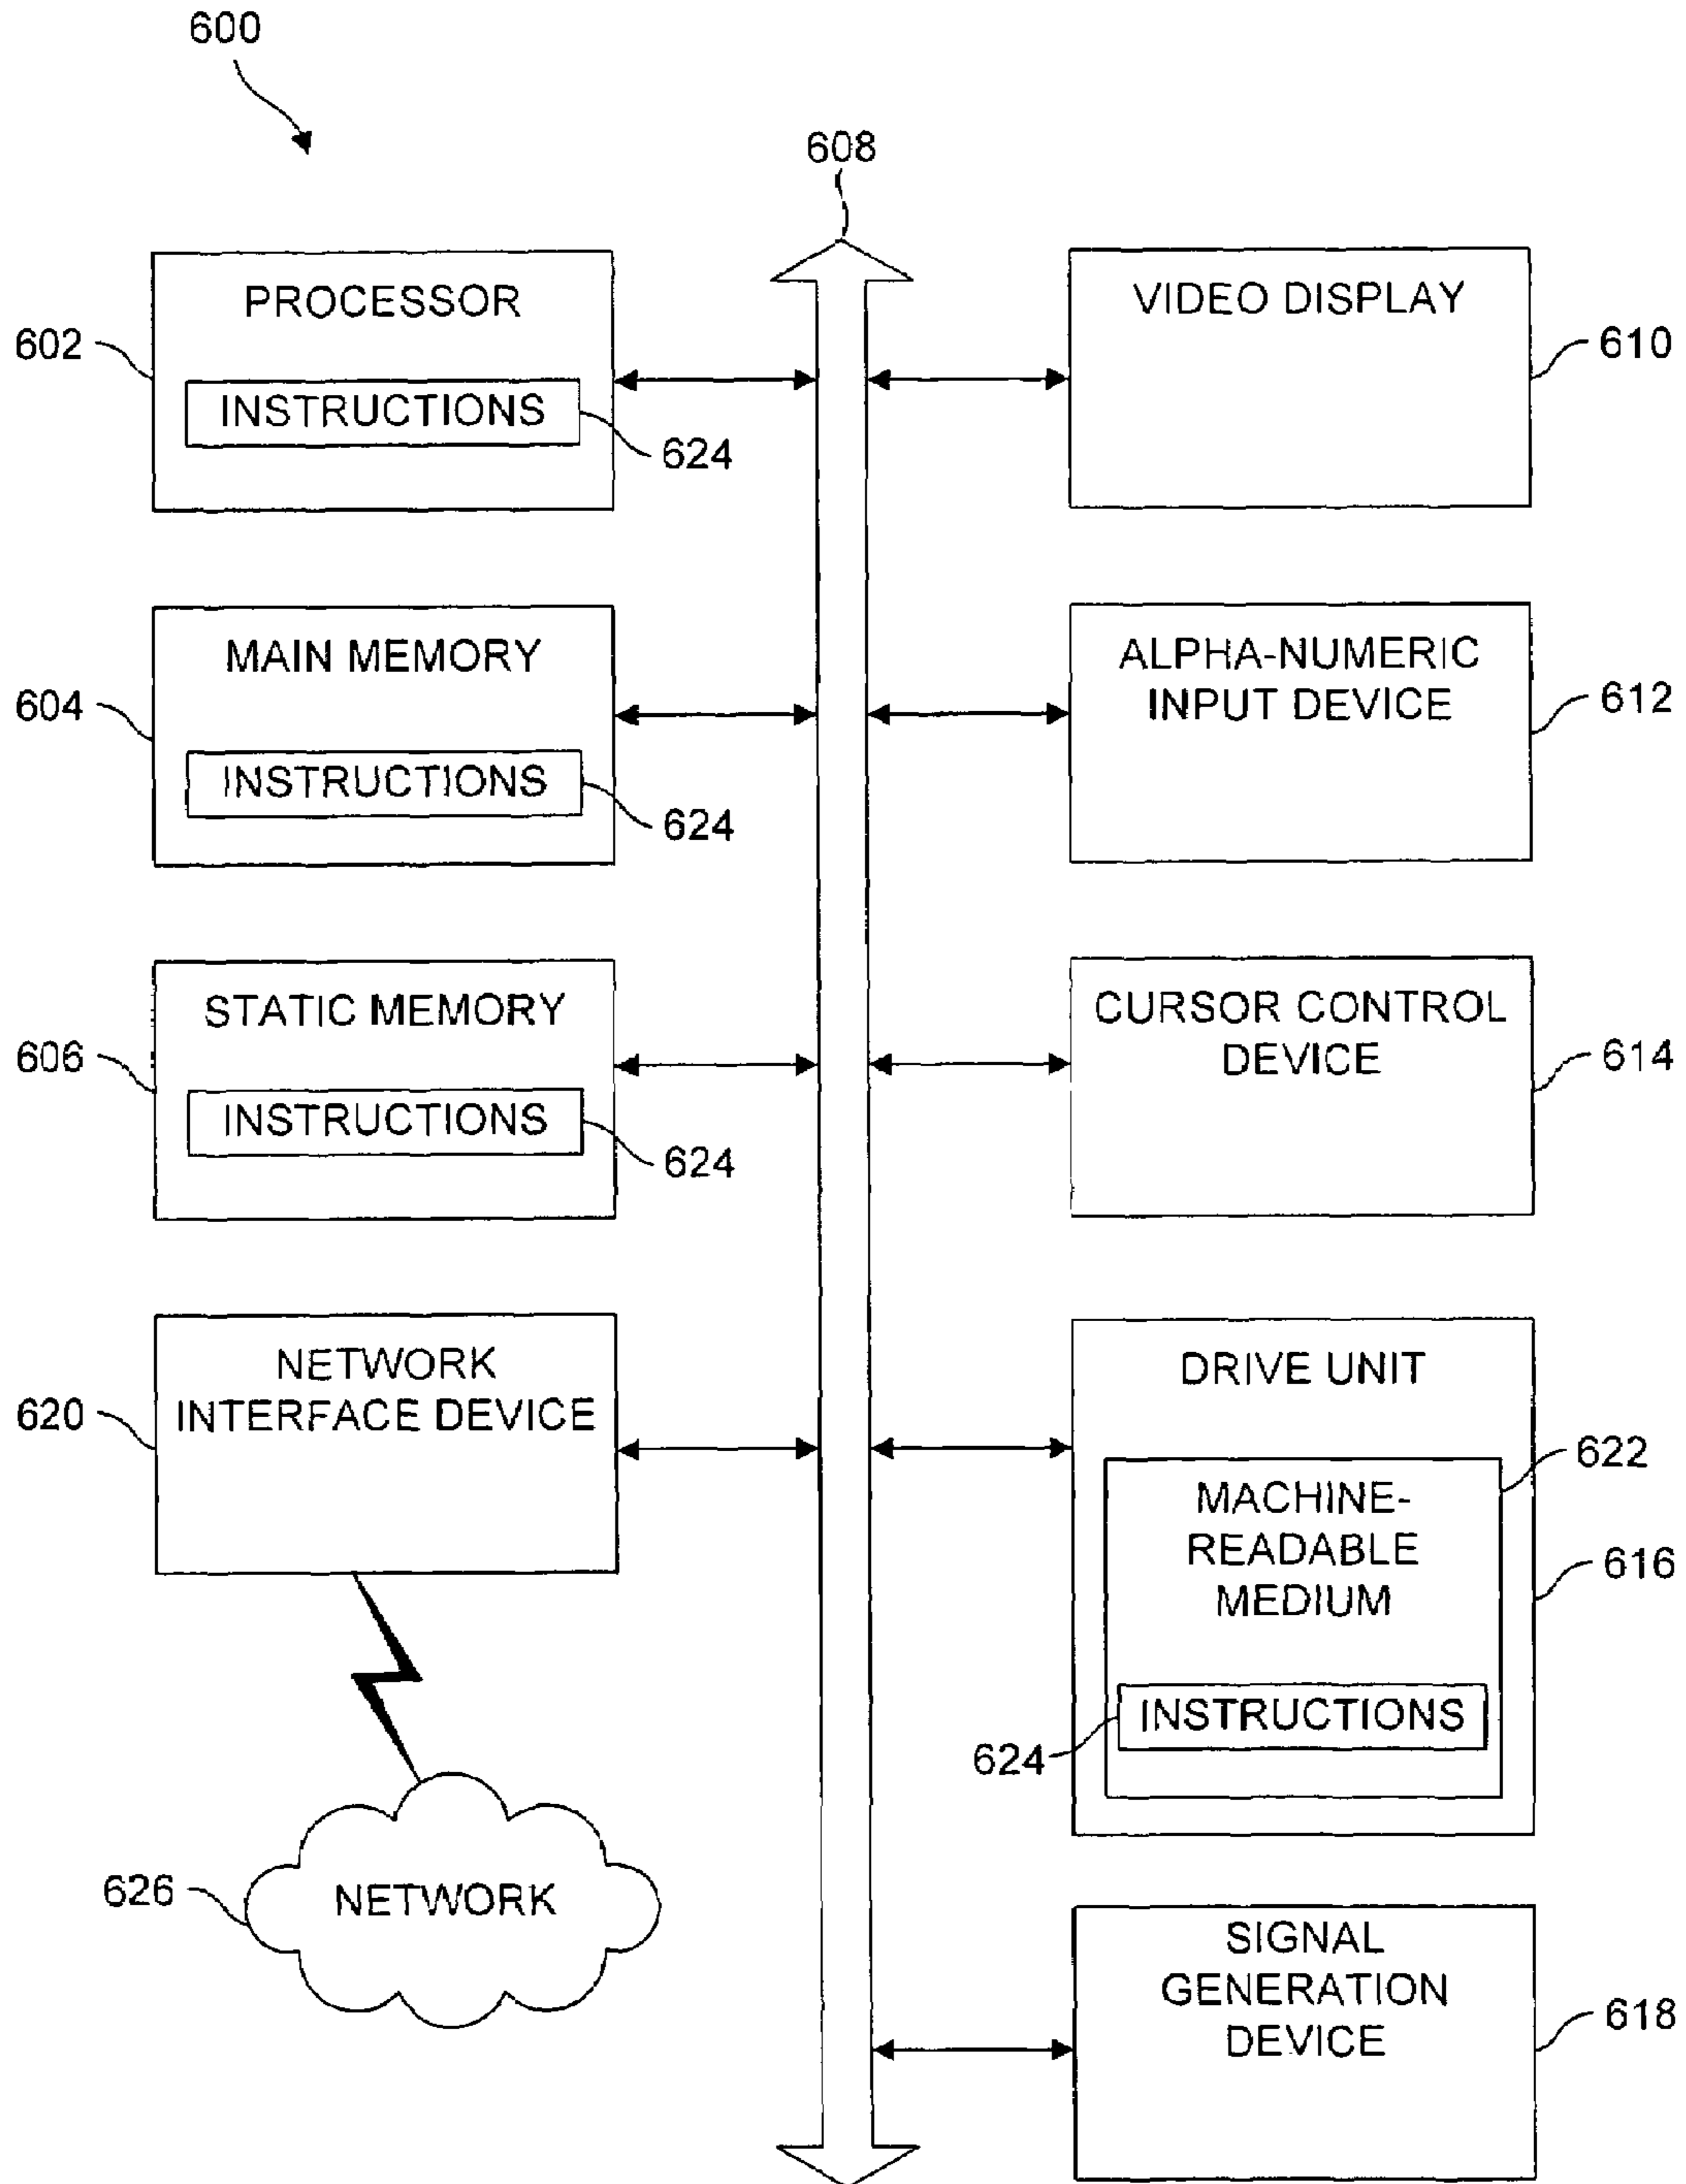 600
608
PROCESSOR
602
INSTRUCTIONS
624
VIDEO DISPLAY
610
MAIN MEMORY
604
INSTRUCTIONS
624
ALPHA-NUMERIC
INPUT DEVICE
612
STATIC MEMORY
606
INSTRUCTIONS
624
CURSOR CONTROL
DEVICE
614
NETWORK
INTERFACE DEVICE
620
DRIVE UNIT
622
MACHINE-
READABLE
MEDIUM
616
INSTRUCTIONS
624
626
NETWORK
SIGNAL
GENERATION
DEVICE
618